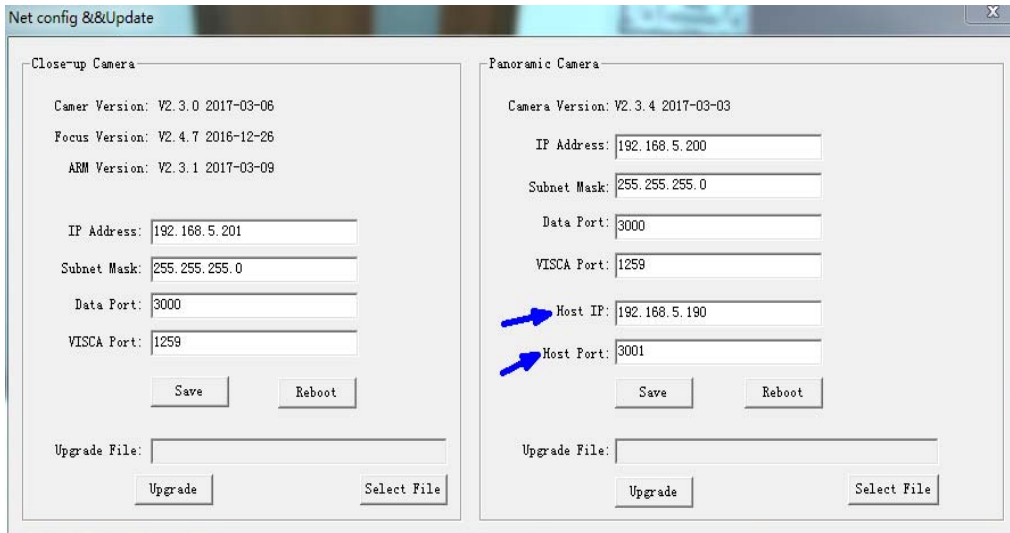 Net config &&Update
Close-up Camera
Camer Version: V2.3.0 2017-03-06
Focus Version: V2.4.7 2016-12-26
ARM Version: V2.3.1 2017-03-09
IP Address: 192.168.5.201
Subnet Mask: 255.255.255.0
Data Port: 3000
VISCA Port: 1259
Save Reboot
Upgrade File:
Upgrade Select File
Panoramic Camera
Camera Version: V2.3.4 2017-03-03
IP Address: 192.168.5.200
Subnet Mask: 255.255.255.0
Data Port: 3000
VISCA Port: 1259
Host IP: 192.168.5.190
Host Port: 3001
Save Reboot
Upgrade File:
Upgrade Select File